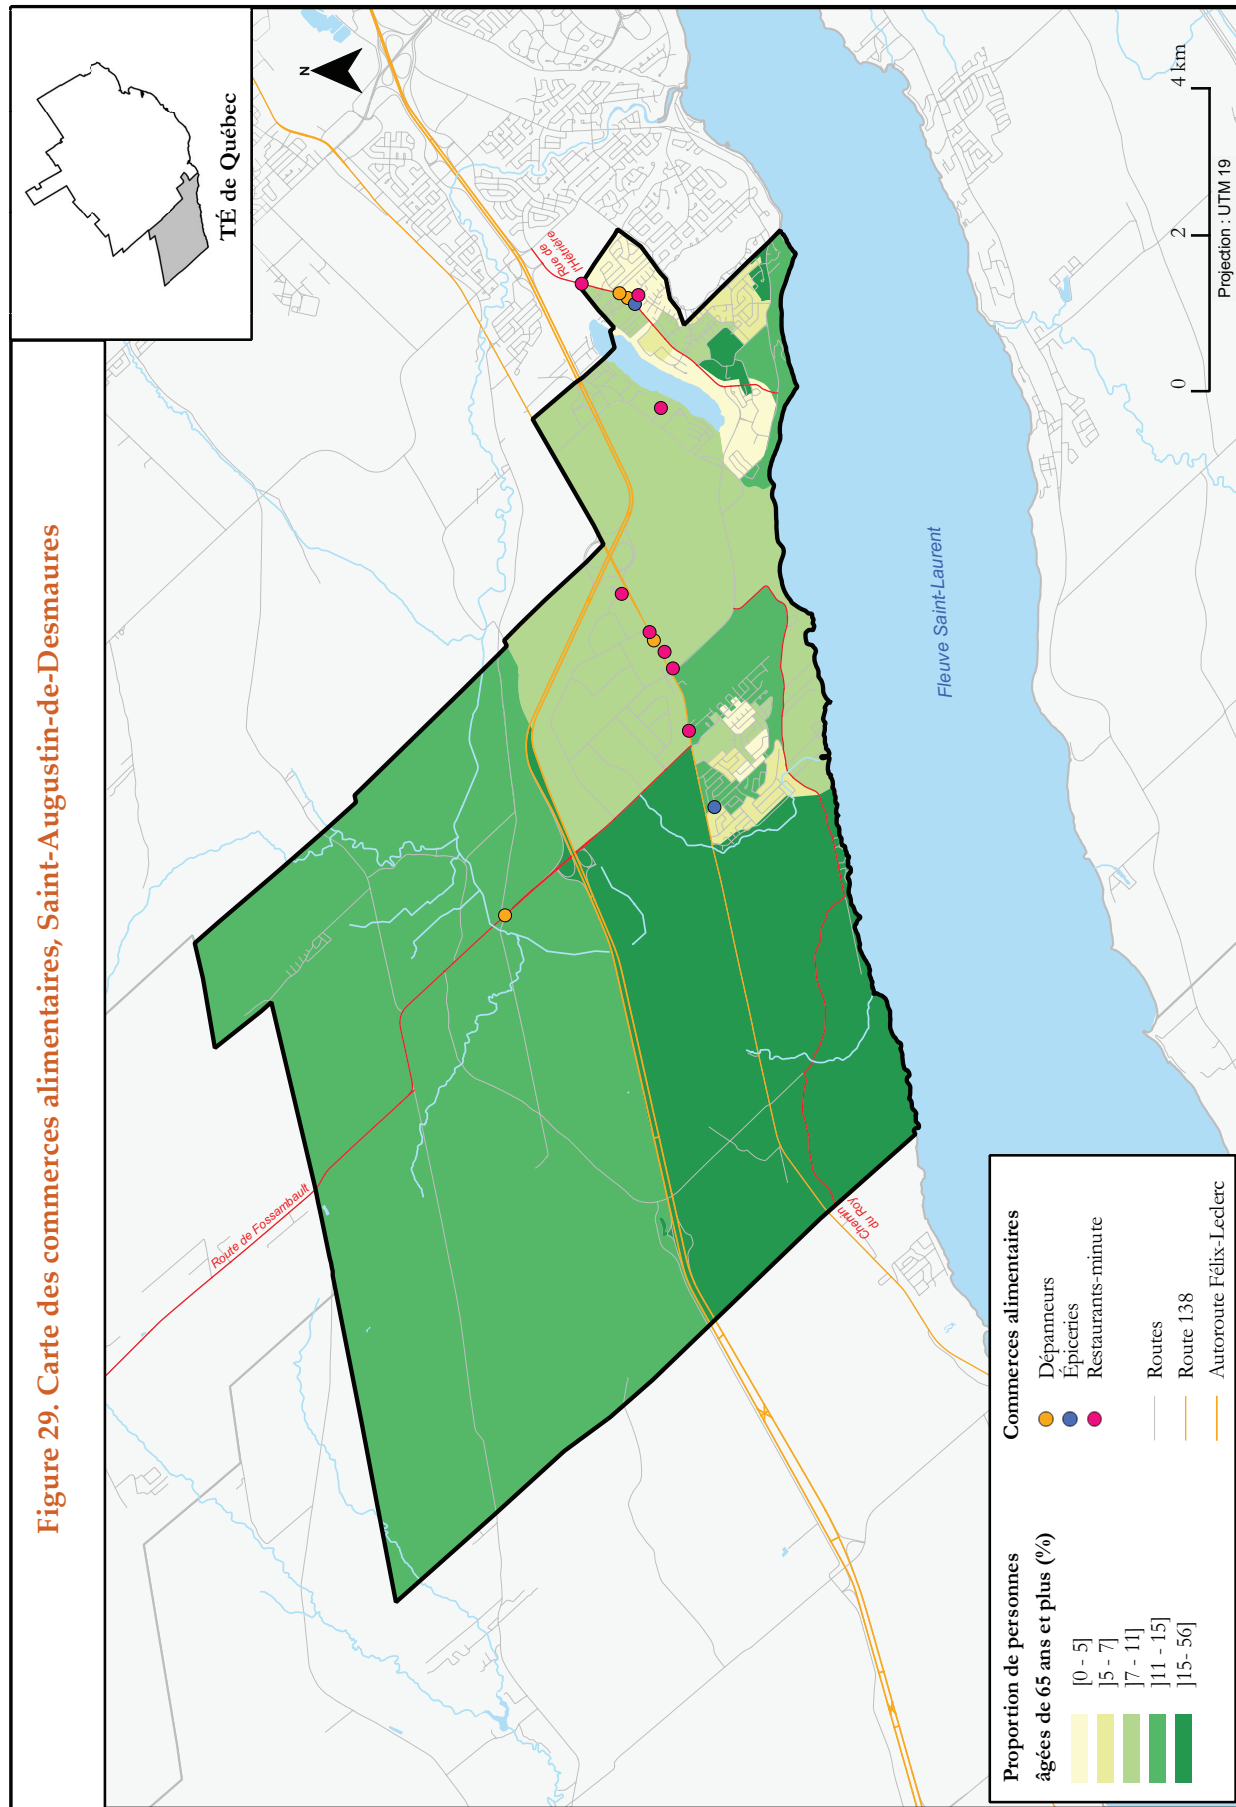 Figure 29. Carte des commerces alimentaires, Saint-Augustin-de-Desmaures
TÉ de Québec
N
Route de Fossambault
Rue de
l'Hêtrière
Chemin
du Roy
Fleuve Saint-Laurent
Proportion de personnes
âgées de 65 ans et plus (%)
[0 - 5]
]5 - 7]
]7 - 11]
]11 - 15]
]15- 56]
Commerces alimentaires
Dépanneurs
Épiceries
Restaurants-minute
Routes
Route 138
Autoroute Félix-Leclerc
0 2 4 km
Projection : UTM 19